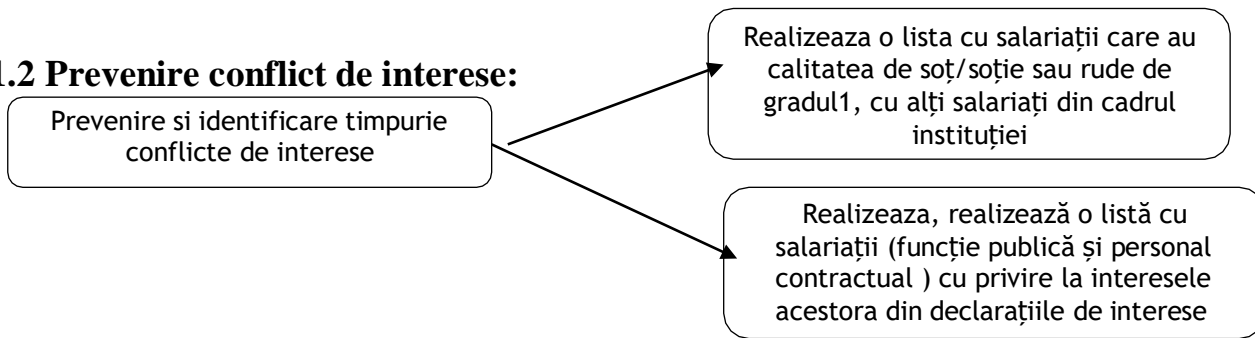 1.2 Prevenire conflict de interese:
Prevenire si identificare timpurie
conflicte de interese
Realizeaza o lista cu salariații care au
calitatea de soț/soție sau rude de
gradul1, cu alți salariați din cadrul
instituției
Realizeaza, realizează o listă cu
salariații (funcție publică și personal
contractual ) cu privire la interesele
acestora din declarațiile de interese